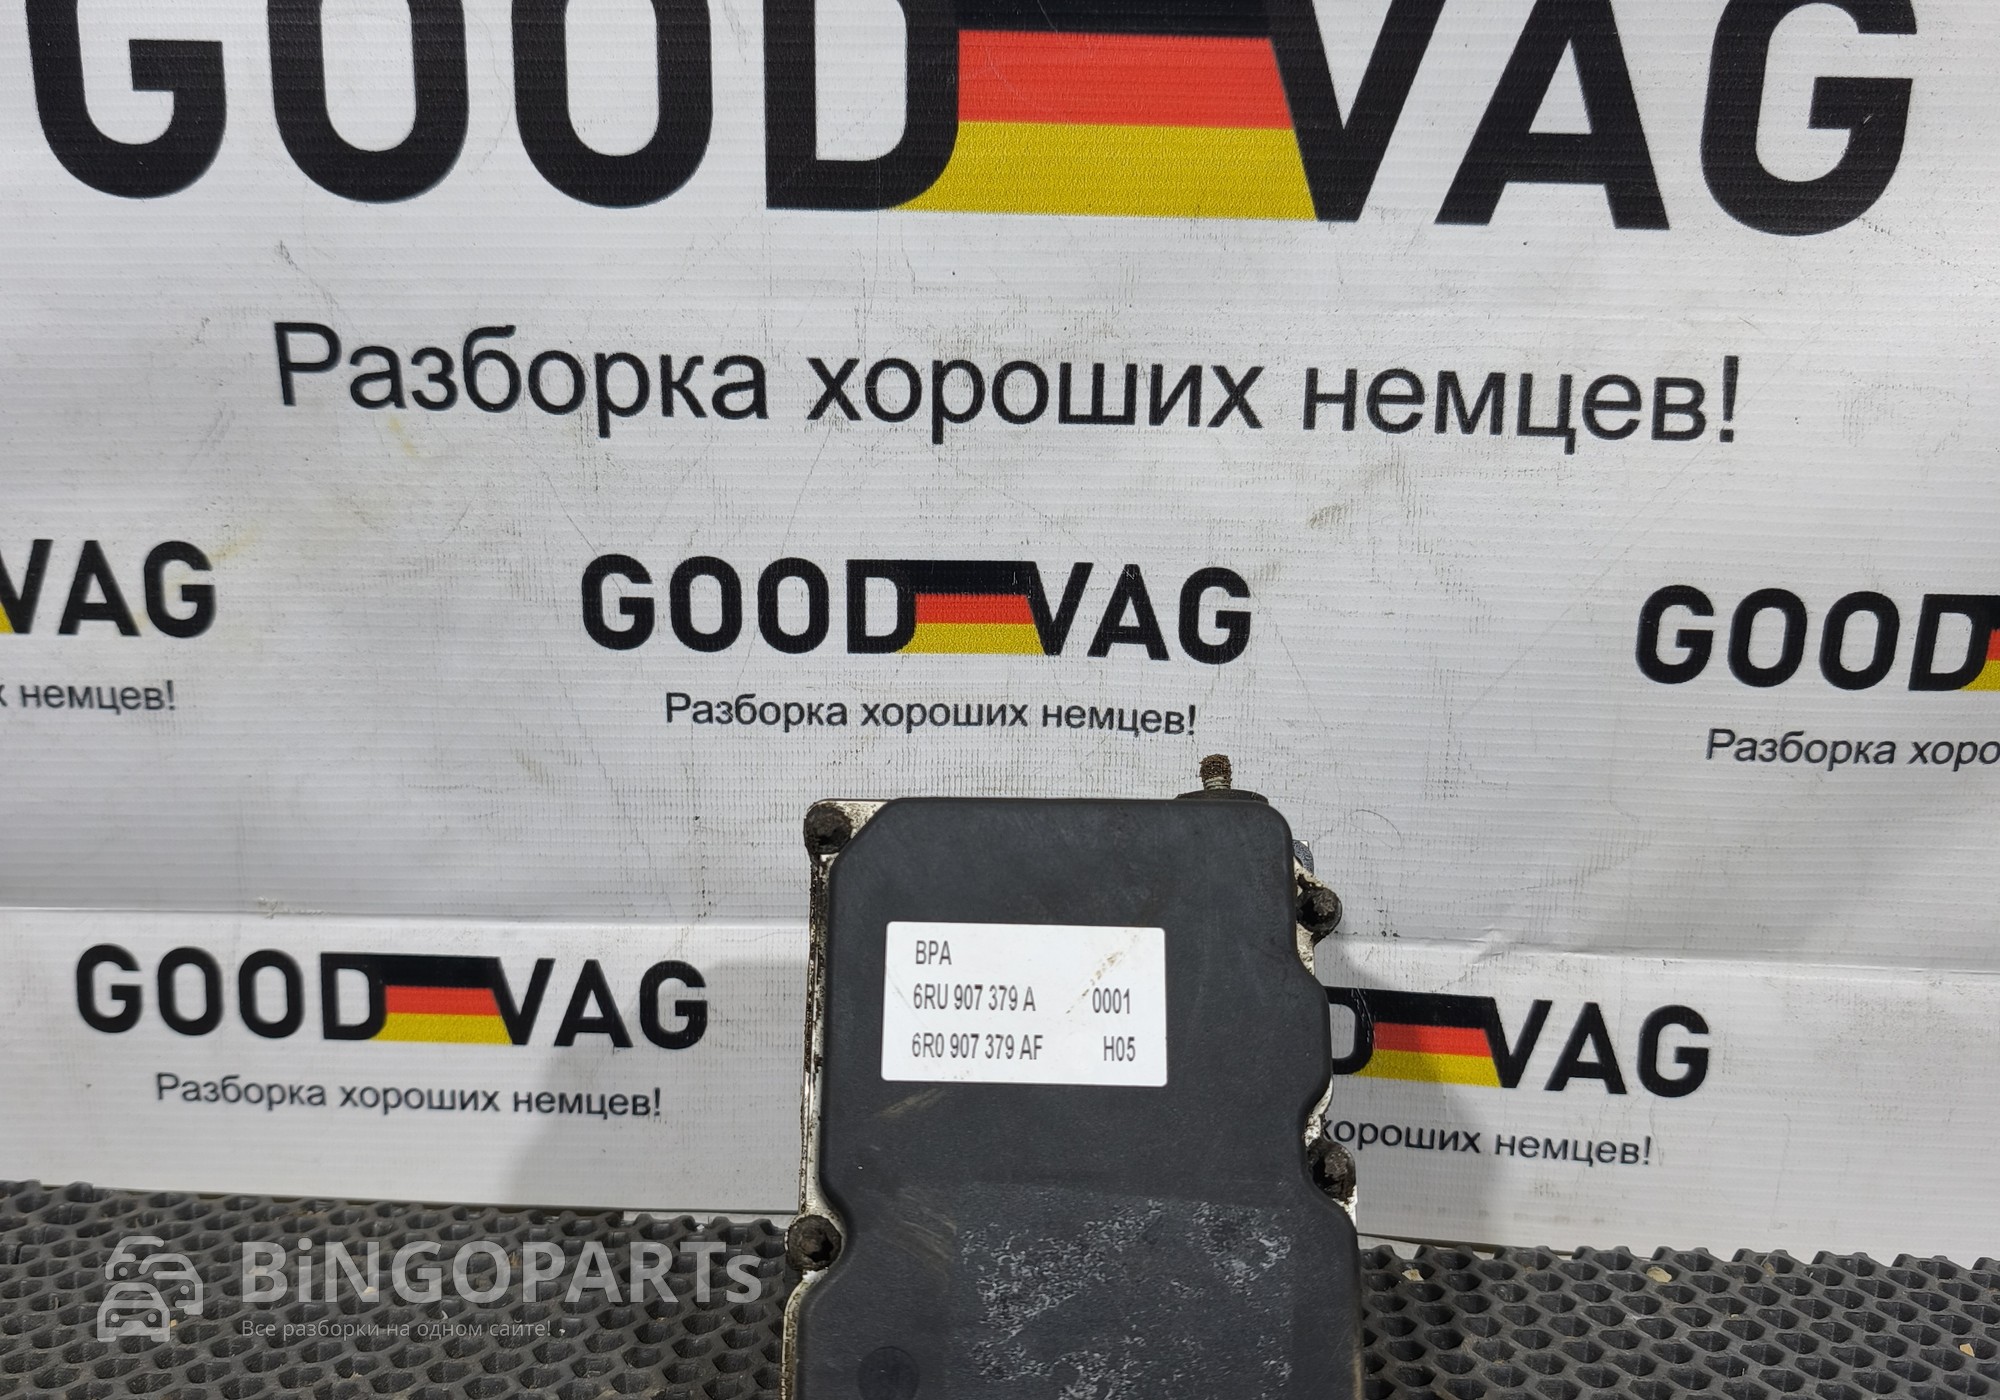 GOOD VAG
Разборка хороших немцев!
VAG
х немцев!
GOOD VAG
Разборка хороших немцев!
GOOD
Разборка хоро
GOOD VAG
Разборка хороших немцев!
D VAG
хороших немцев!
BPA
6RU 907 379 A 0001
6R0 907 379 AF H05
BiNGOPARTs
Все разборки на одном сайте!